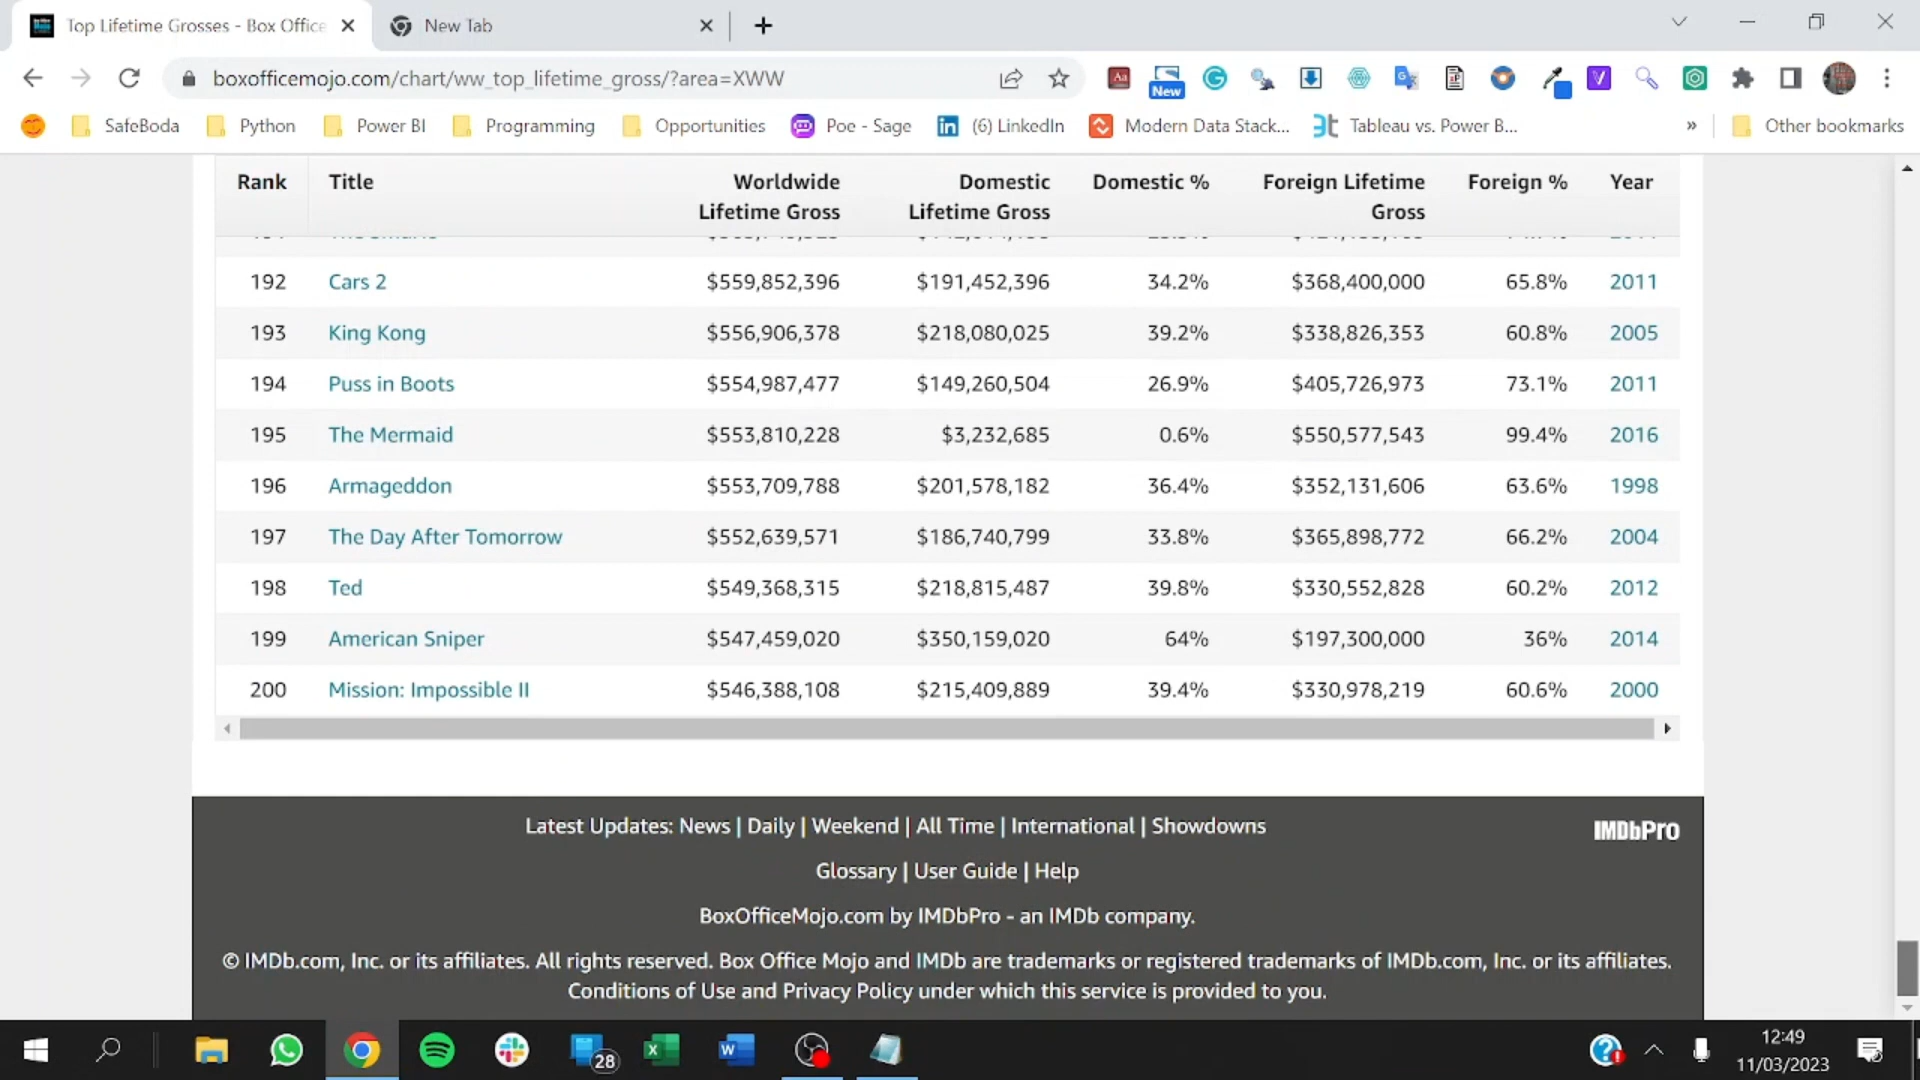 Top Lifetime Grosses - Box Office
New Tab
boxofficemojo.com/chart/ww_top_lifetime_gross/?area=XWW
New
SafeBoda
Python
Power BI
Programming
Opportunities
Poe - Sage
(6) LinkedIn
Modern Data Stack...
Tableau vs. Power B...
»
Other bookmarks
Rank Title Worldwide Lifetime Gross Domestic Lifetime Gross Domestic % Foreign Lifetime Gross Foreign % Year
192 Cars 2 $559,852,396 $191,452,396 34.2% $368,400,000 65.8% 2011
193 King Kong $556,906,378 $218,080,025 39.2% $338,826,353 60.8% 2005
194 Puss in Boots $554,987,477 $149,260,504 26.9% $405,726,973 73.1% 2011
195 The Mermaid $553,810,228 $3,232,685 0.6% $550,577,543 99.4% 2016
196 Armageddon $553,709,788 $201,578,182 36.4% $352,131,606 63.6% 1998
197 The Day After Tomorrow $552,639,571 $186,740,799 33.8% $365,898,772 66.2% 2004
198 Ted $549,368,315 $218,815,487 39.8% $330,552,828 60.2% 2012
199 American Sniper $547,459,020 $350,159,020 64% $197,300,000 36% 2014
200 Mission: Impossible II $546,388,108 $215,409,889 39.4% $330,978,219 60.6% 2000
Latest Updates: News | Daily | Weekend | All Time | International | Showdowns
IMDbPro
Glossary | User Guide | Help
BoxOfficeMojo.com by IMDbPro - an IMDb company.
© IMDb.com, Inc. or its affiliates. All rights reserved. Box Office Mojo and IMDb are trademarks or registered trademarks of IMDb.com, Inc. or its affiliates.
Conditions of Use and Privacy Policy under which this service is provided to you.
28
12:49
11/03/2023